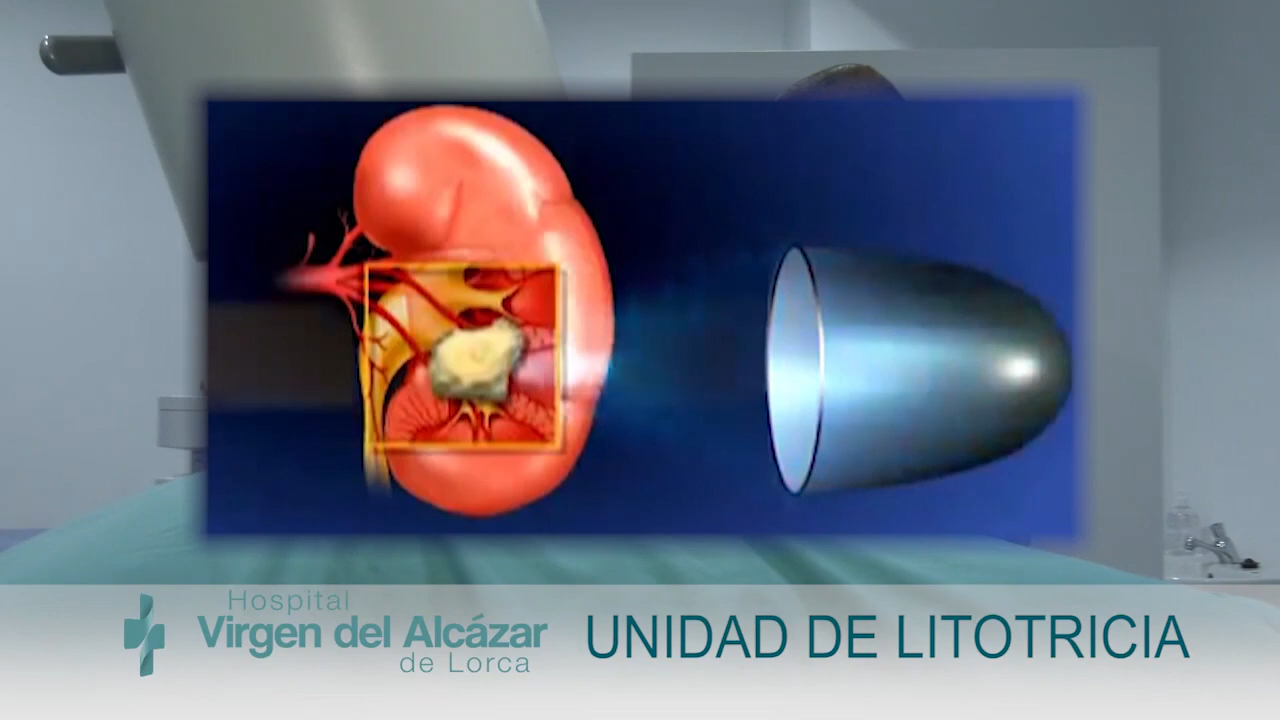 Hospital
Virgen del Alcázar
de Lorca
UNIDAD DE LITOTRICIA